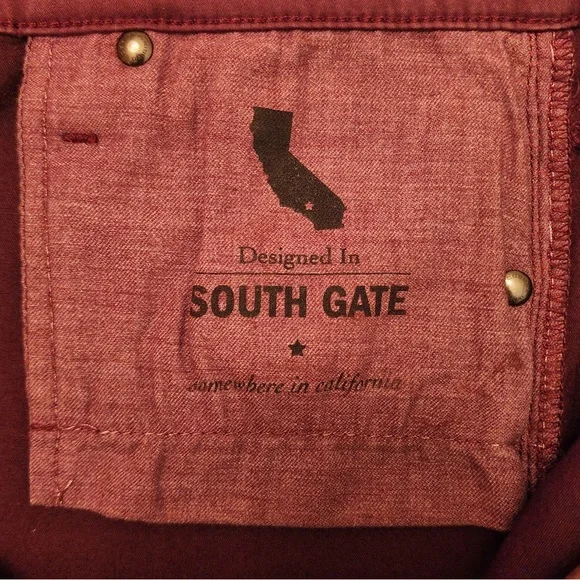 Designed In
SOUTH GATE
somewhere in california